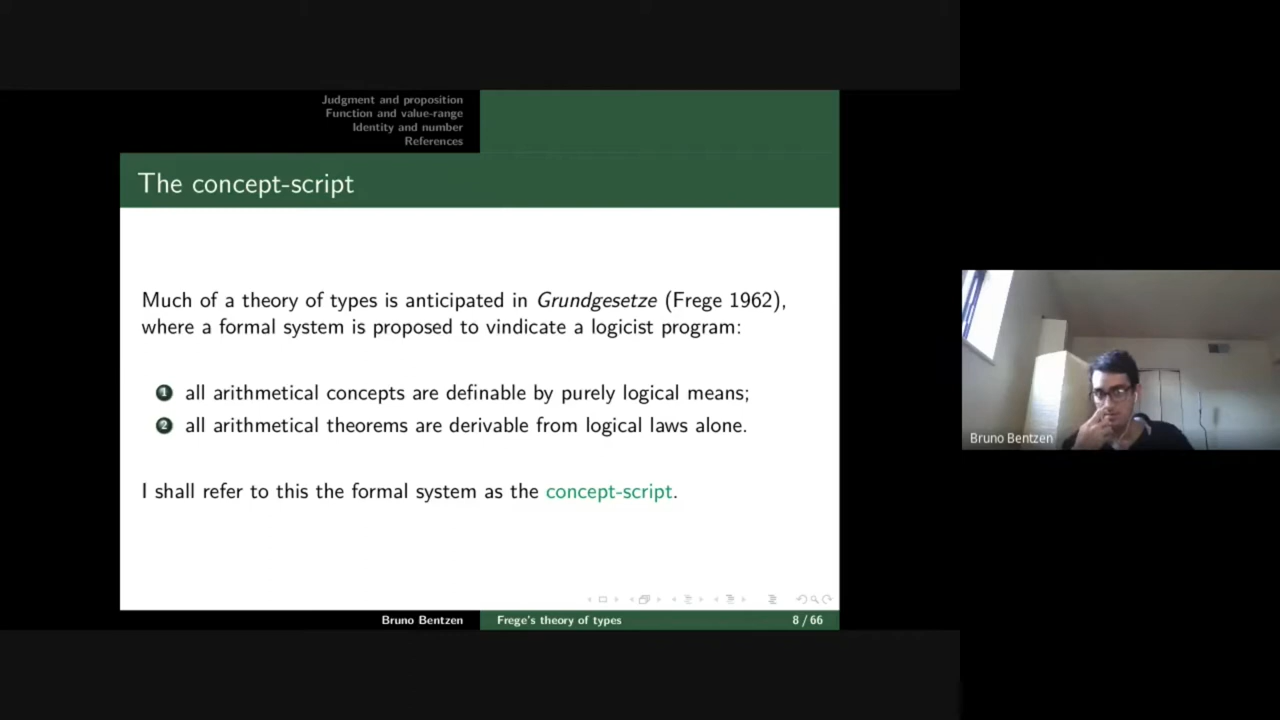 Judgment and proposition
Function and value-range
Identity and number
References
The concept-script
Much of a theory of types is anticipated in Grundgesetze (Frege 1962),
where a formal system is proposed to vindicate a logicist program:
1 all arithmetical concepts are definable by purely logical means;
2 all arithmetical theorems are derivable from logical laws alone.
I shall refer to this the formal system as the concept-script.
Bruno Bentzen
Frege's theory of types
8 / 66
Bruno Bentzen